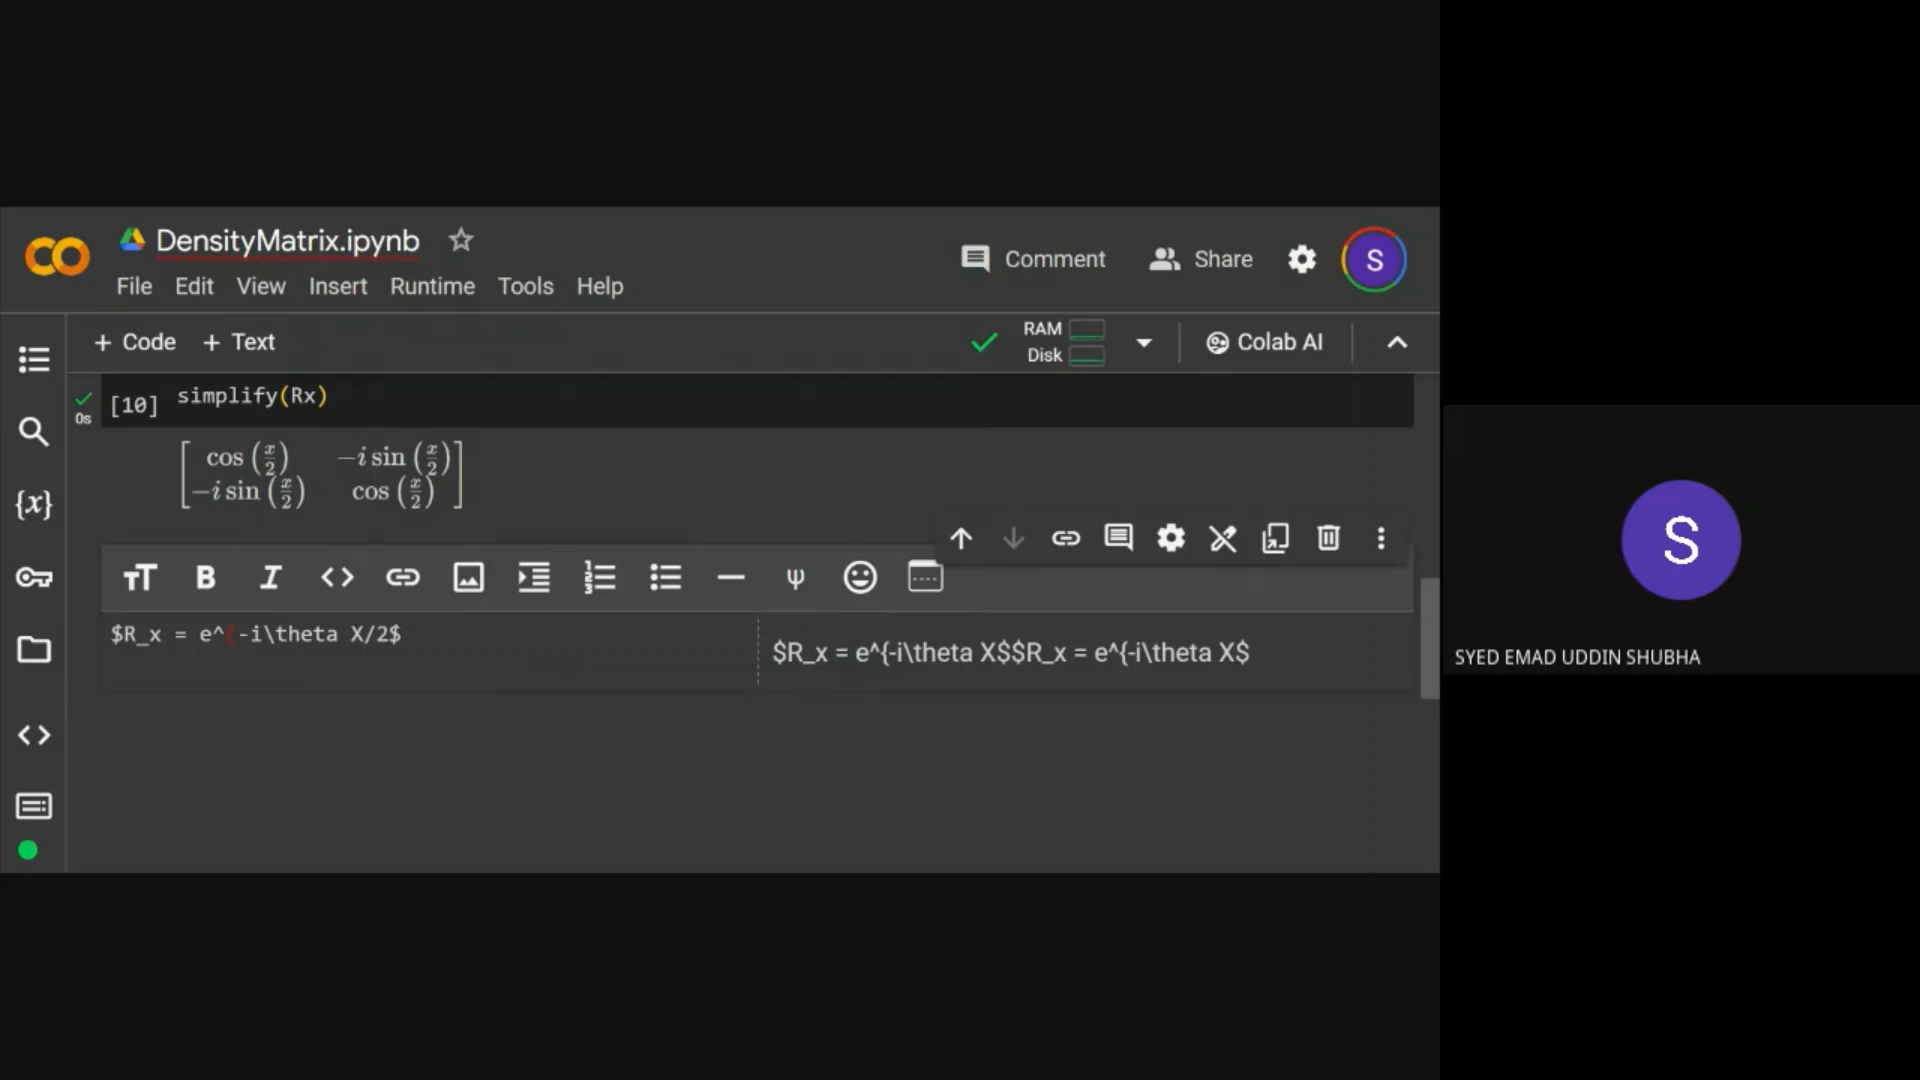 DensityMatrix.ipynb
File Edit View Insert Runtime Tools Help
Comment Share S
+ Code + Text
RAM
Disk
Colab AI
{x}
0s [10] simplify(Rx)
[ cos(x/2) −i sin(x/2)
−i sin(x/2) cos(x/2) ]
TT B I <> ψ
$R_x = e^{-i\theta X/2$
$R_x = e^{-i\theta X$$R_x = e^{-i\theta X$
S
SYED EMAD UDDIN SHUBHA